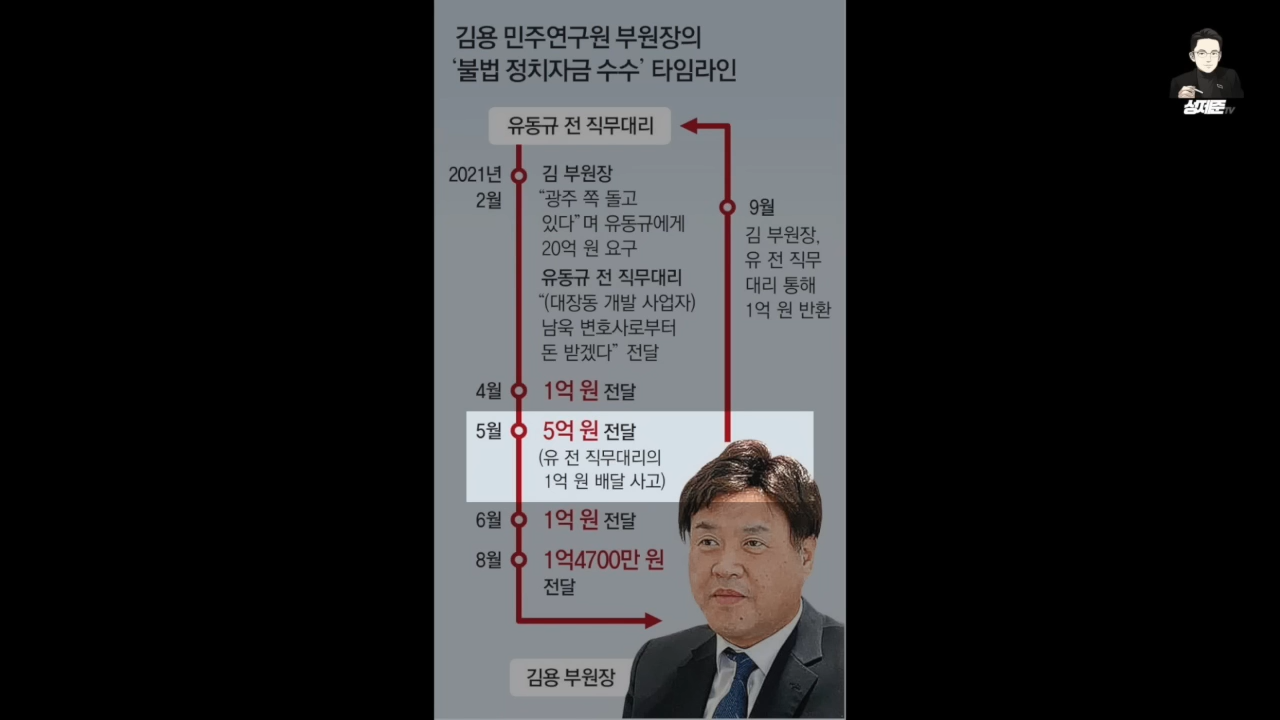 김용 민주연구원 부원장의
‘불법 정치자금 수수’ 타임라인
유동규 전 직무대리
2021년
2월
김 부원장
“광주 쪽 돌고
있다”며 유동규에게
20억 원 요구
유동규 전 직무대리
“(대장동 개발 사업자)
남욱 변호사로부터
돈 받겠다” 전달
4월 1억 원 전달
5월 5억 원 전달
(유 전 직무대리의
1억 원 배달 사고)
6월 1억 원 전달
8월 1억4700만 원
전달
김용 부원장
9월
김 부원장,
유 전 직무
대리 통해
1억 원 반환
성제준TV